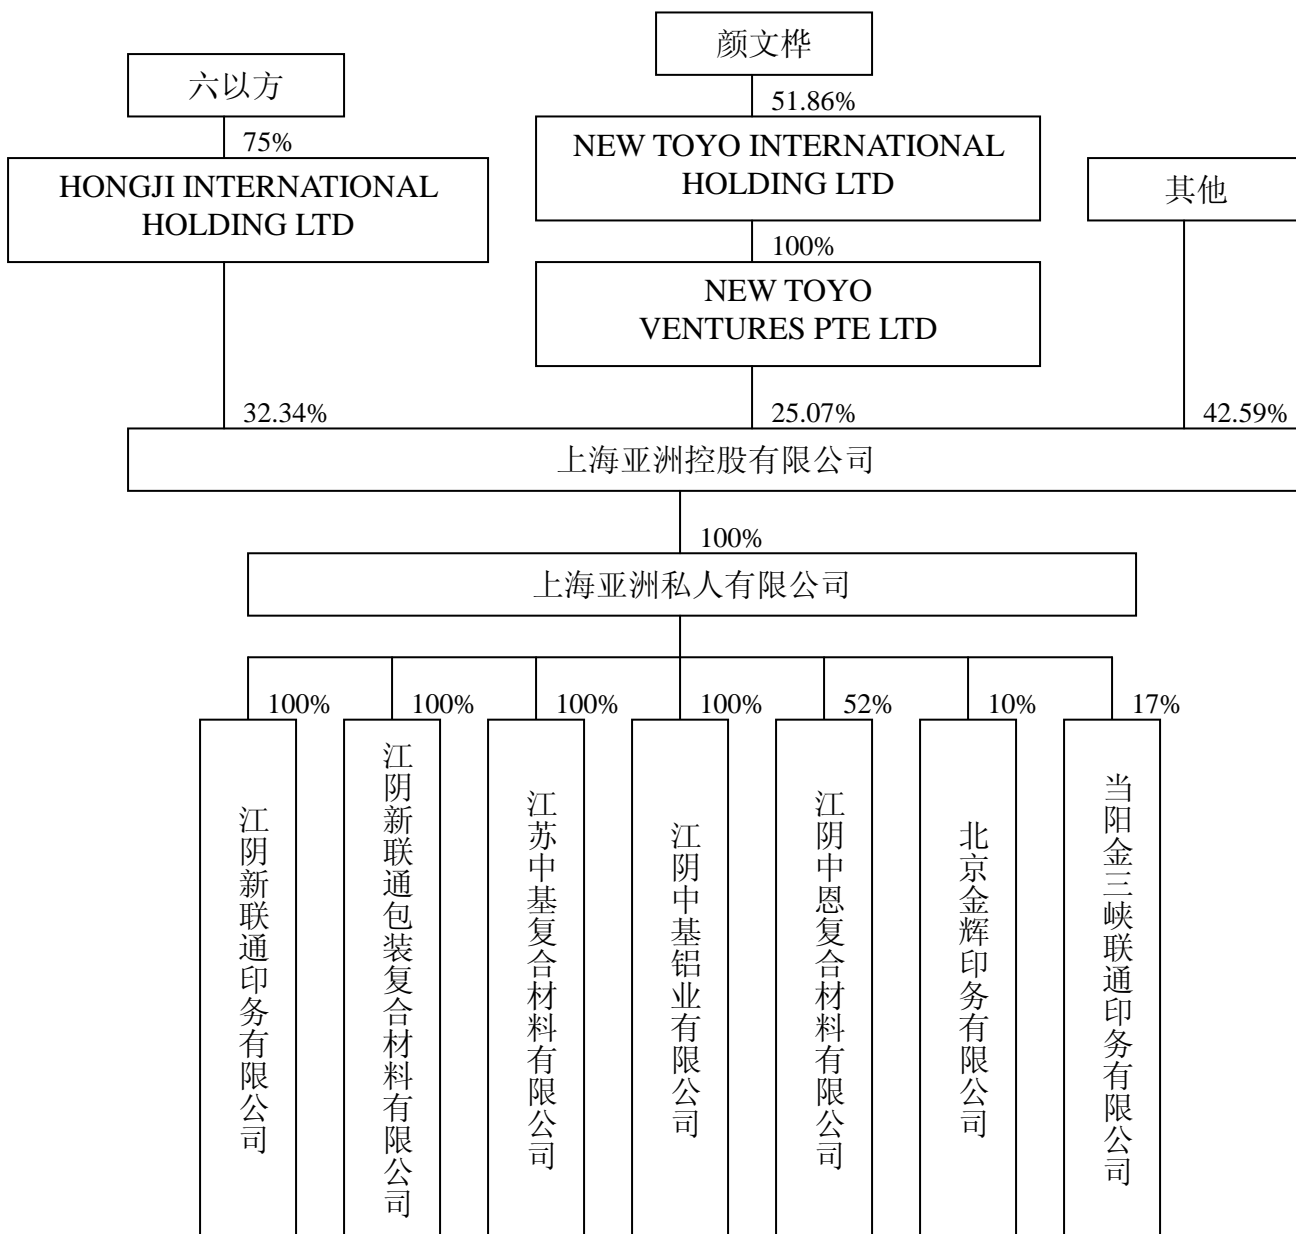 颜文桦
六以方
51.86%
75%
NEW TOYO INTERNATIONAL
HOLDING LTD
HONGJI INTERNATIONAL
HOLDING LTD
其他
100%
NEW TOYO
VENTURES PTE LTD
32.34%
25.07%
42.59%
上海亚洲控股有限公司
100%
上海亚洲私人有限公司
100%
100%
100%
100%
52%
10%
17%
江阴新联通印务有限公司
江阴新联通包装复合材料有限公司
江苏中基复合材料有限公司
江阴中基铝业有限公司
江阴中恩复合材料有限公司
北京金辉印务有限公司
当阳金三峡联通印务有限公司